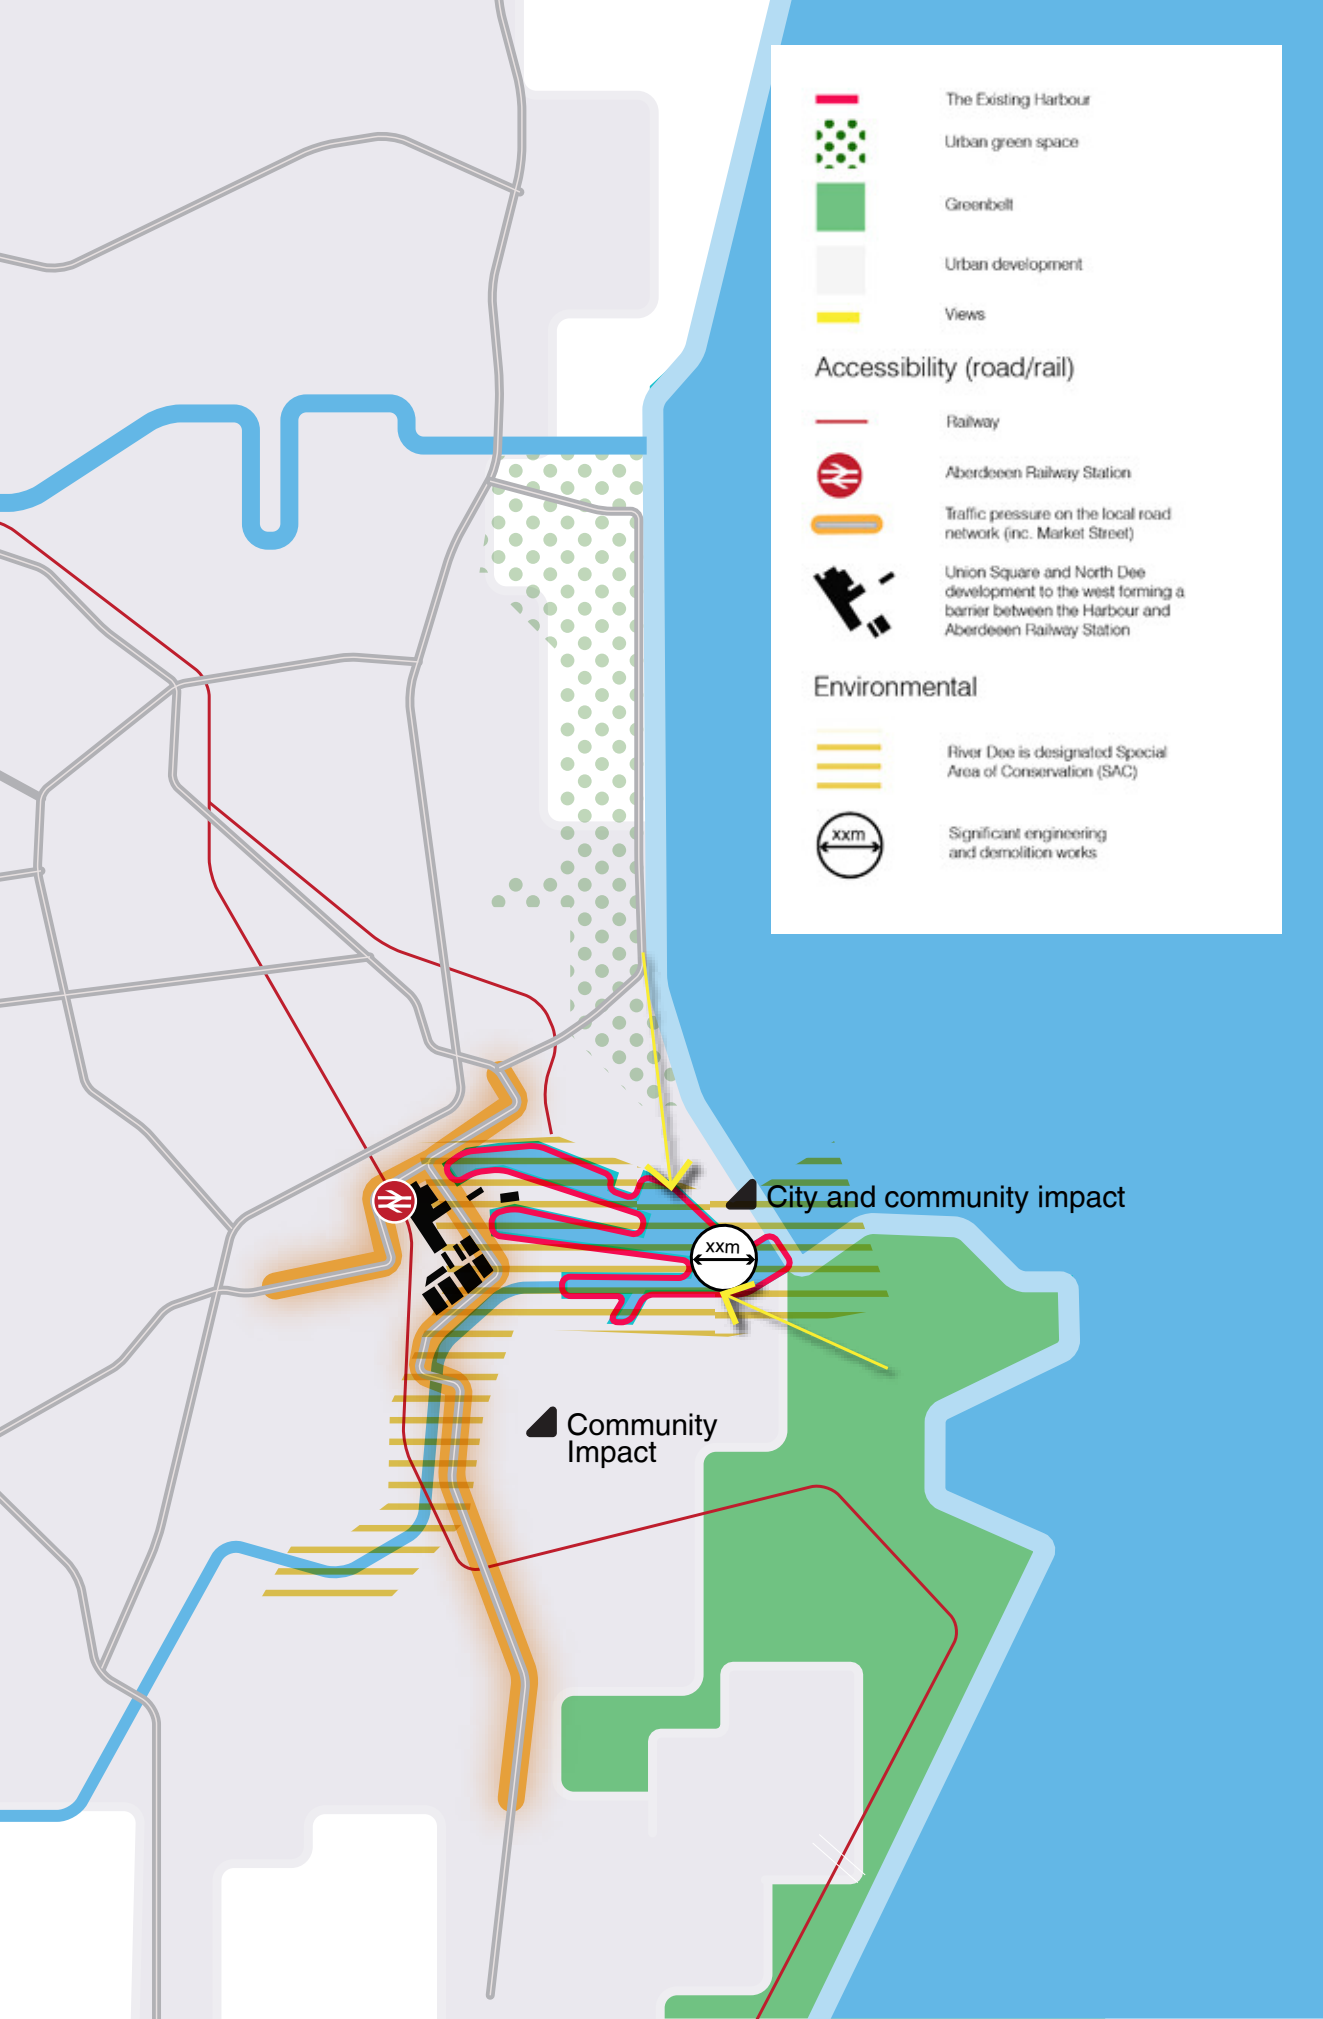 The Existing Harbour
Urban green space
Greenbelt
Urban development
Views
Accessibility (road/rail)
Railway
Aberdeeen Railway Station
Traffic pressure on the local road
network (inc. Market Street)
Union Square and North Dee
development to the west forming a
barrier between the Harbour and
Aberdeeen Railway Station
Environmental
River Dee is designated Special
Area of Conservation (SAC)
xxm
Significant engineering
and demolition works
City and community impact
xxm
Community
Impact